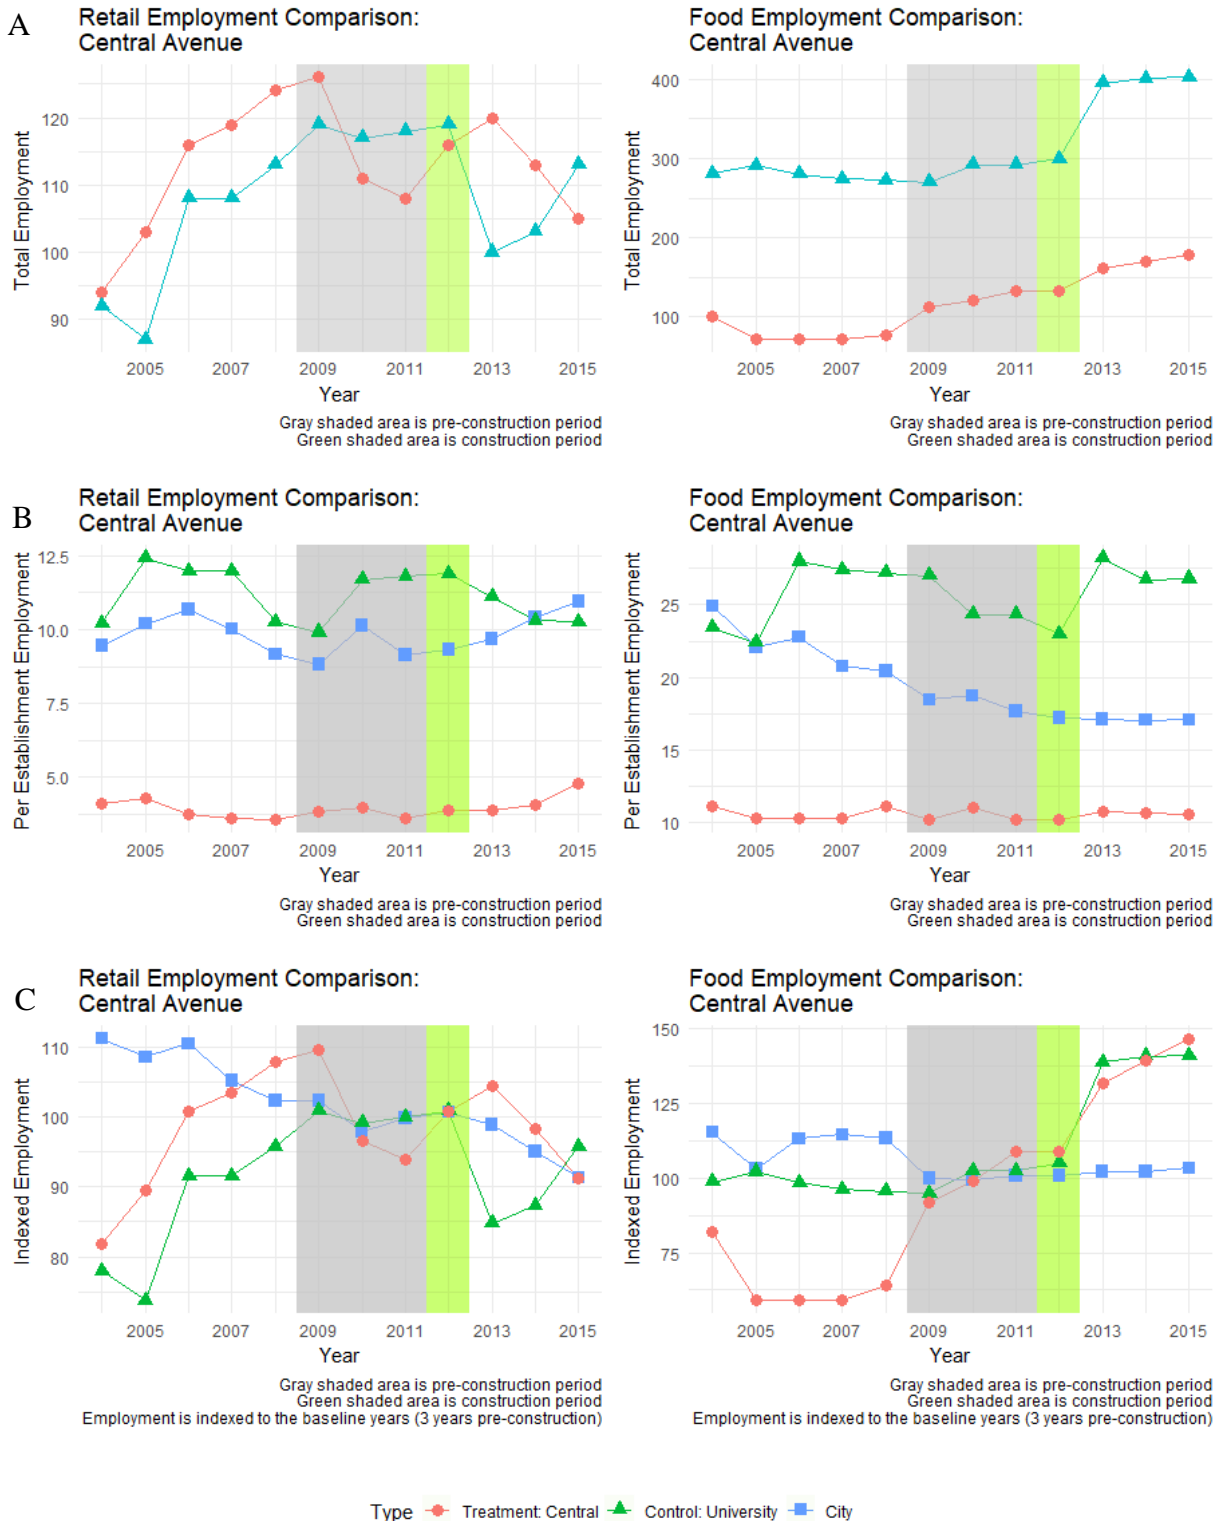 A
Retail Employment Comparison:
Central Avenue
Total Employment
120
110
100
90
2005 2007 2009 2011 2013 2015
Year
Gray shaded area is pre-construction period
Green shaded area is construction period
Food Employment Comparison:
Central Avenue
Total Employment
400
300
200
100
2005 2007 2009 2011 2013 2015
Year
Gray shaded area is pre-construction period
Green shaded area is construction period
B
Retail Employment Comparison:
Central Avenue
Per Establishment Employment
12.5
10.0
7.5
5.0
2005 2007 2009 2011 2013 2015
Year
Gray shaded area is pre-construction period
Green shaded area is construction period
Food Employment Comparison:
Central Avenue
Per Establishment Employment
25
20
15
10
2005 2007 2009 2011 2013 2015
Year
Gray shaded area is pre-construction period
Green shaded area is construction period
C
Retail Employment Comparison:
Central Avenue
Indexed Employment
110
100
90
80
2005 2007 2009 2011 2013 2015
Year
Gray shaded area is pre-construction period
Green shaded area is construction period
Employment is indexed to the baseline years (3 years pre-construction)
Food Employment Comparison:
Central Avenue
Indexed Employment
150
125
100
75
2005 2007 2009 2011 2013 2015
Year
Gray shaded area is pre-construction period
Green shaded area is construction period
Employment is indexed to the baseline years (3 years pre-construction)
Type Treatment: Central Control: University City